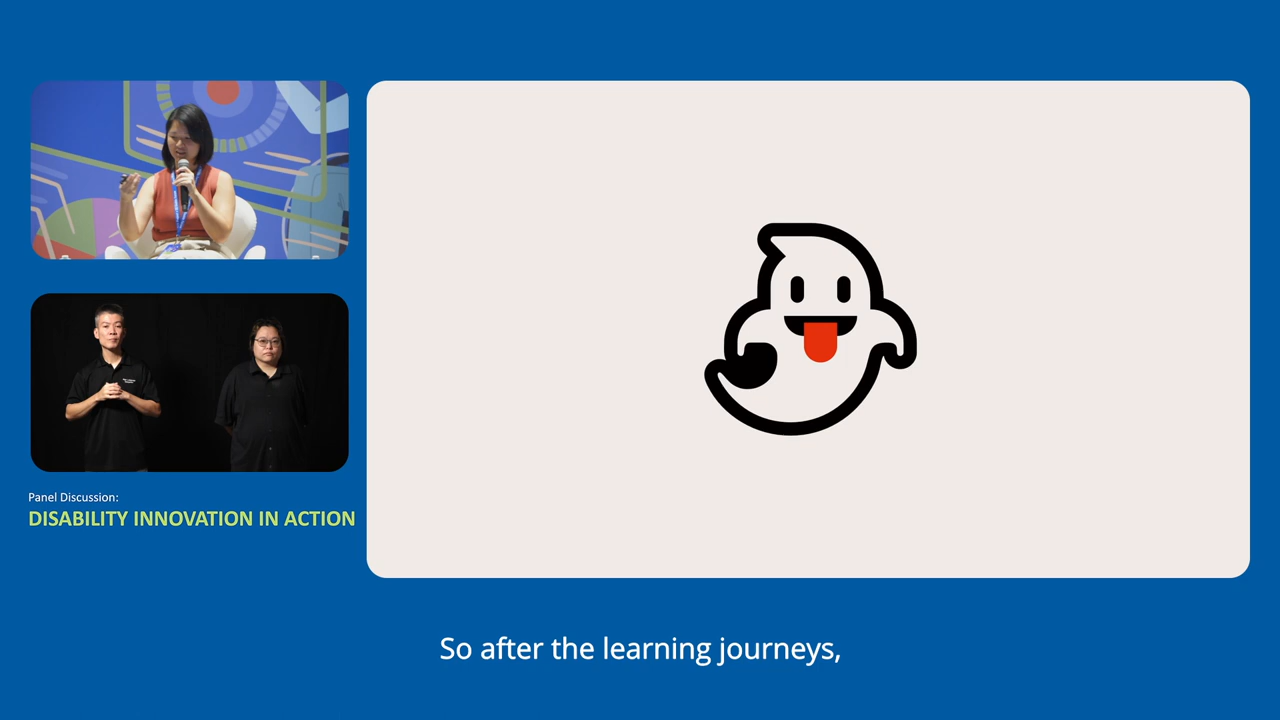 Panel Discussion:
DISABILITY INNOVATION IN ACTION
So after the learning journeys,